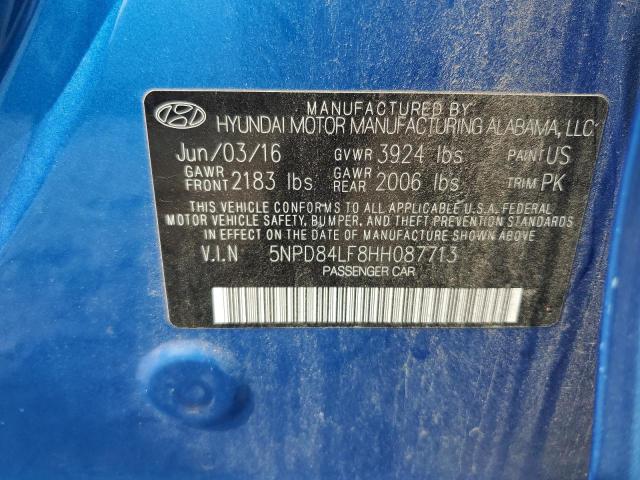 MANUFACTURED BY
HYUNDAI MOTOR MANUFACTURING ALABAMA, LLC
Jun/03/16 GVWR 3924 lbs PAINT US
GAWR FRONT 2183 lbs GAWR REAR 2006 lbs TRIM PK
THIS VEHICLE CONFORMS TO ALL APPLICABLE U.S.A. FEDERAL
MOTOR VEHICLE SAFETY, BUMPER, AND THEFT PREVENTION STANDARDS
IN EFFECT ON THE DATE OF MANUFACTURE SHOWN ABOVE.
V.I.N 5NPD84LF8HH087713
PASSENGER CAR